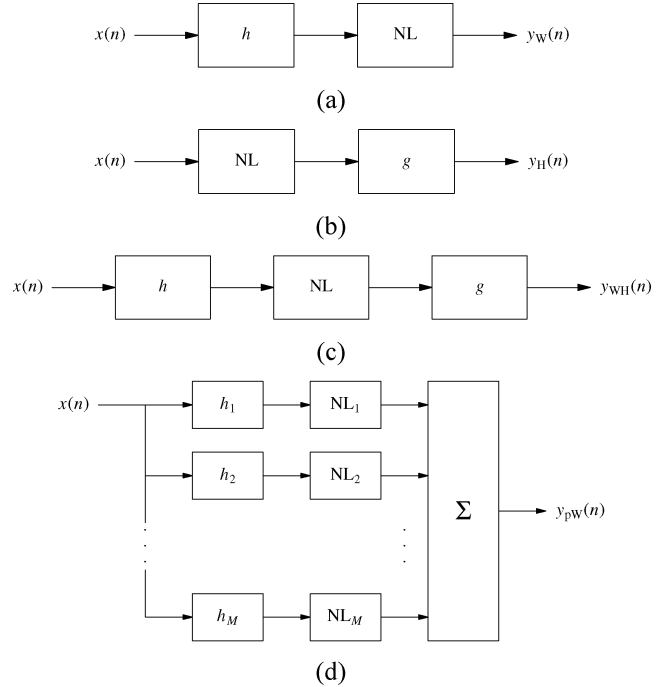 x(n) h NL y_W(n)
(a)
x(n) NL g y_H(n)
(b)
x(n) h NL g y_WH(n)
(c)
x(n) h_1 NL_1
h_2 NL_2
Σ y_pW(n)
h_M NL_M
(d)